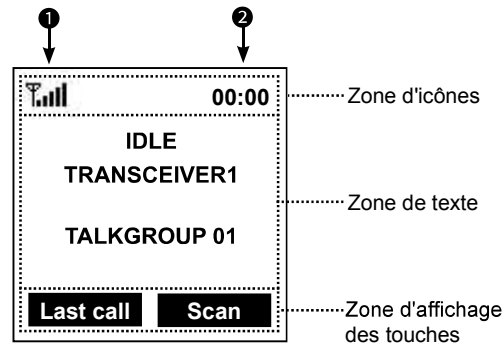 ❶ ❷
00:00 Zone d'icônes
IDLE
TRANSCEIVER1
Zone de texte
TALKGROUP 01
Last call Scan Zone d'affichage
des touches